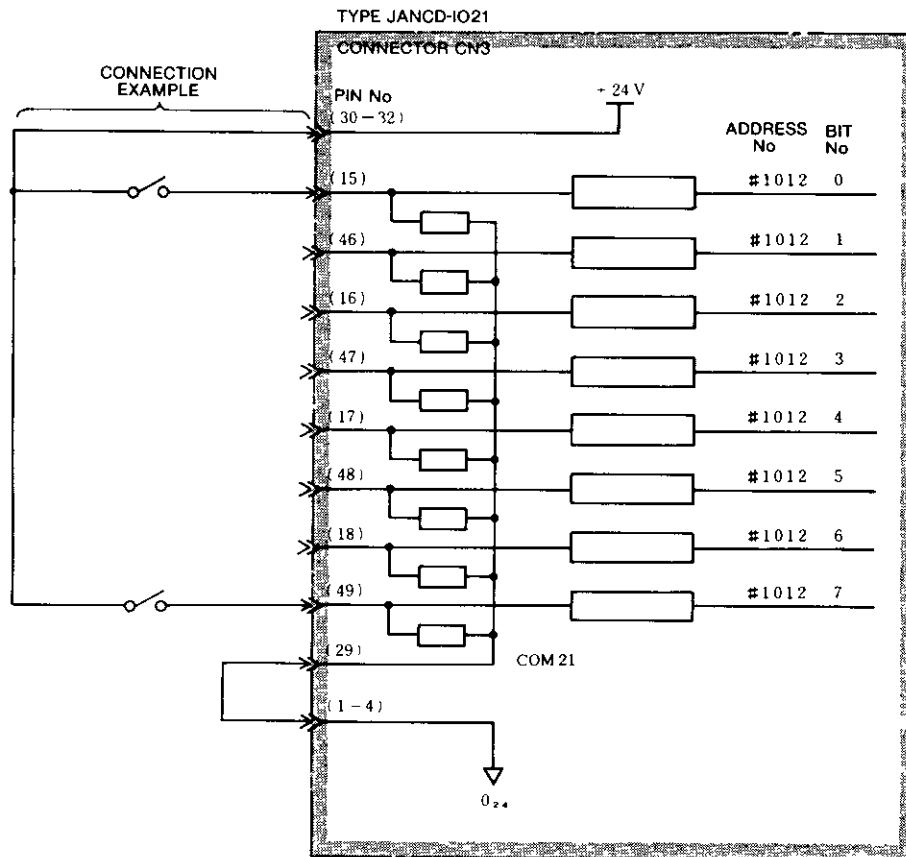 TYPE JANCD-IO21
CONNECTOR CN3
CONNECTION
EXAMPLE
PIN No
+ 24 V
(30-32)
ADDRESS
No
BIT
No
(15)
#1012 0
(46)
#1012 1
(16)
#1012 2
(47)
#1012 3
(17)
#1012 4
(48)
#1012 5
(18)
#1012 6
(49)
#1012 7
(29)
COM 21
(1-4)
0₂₄